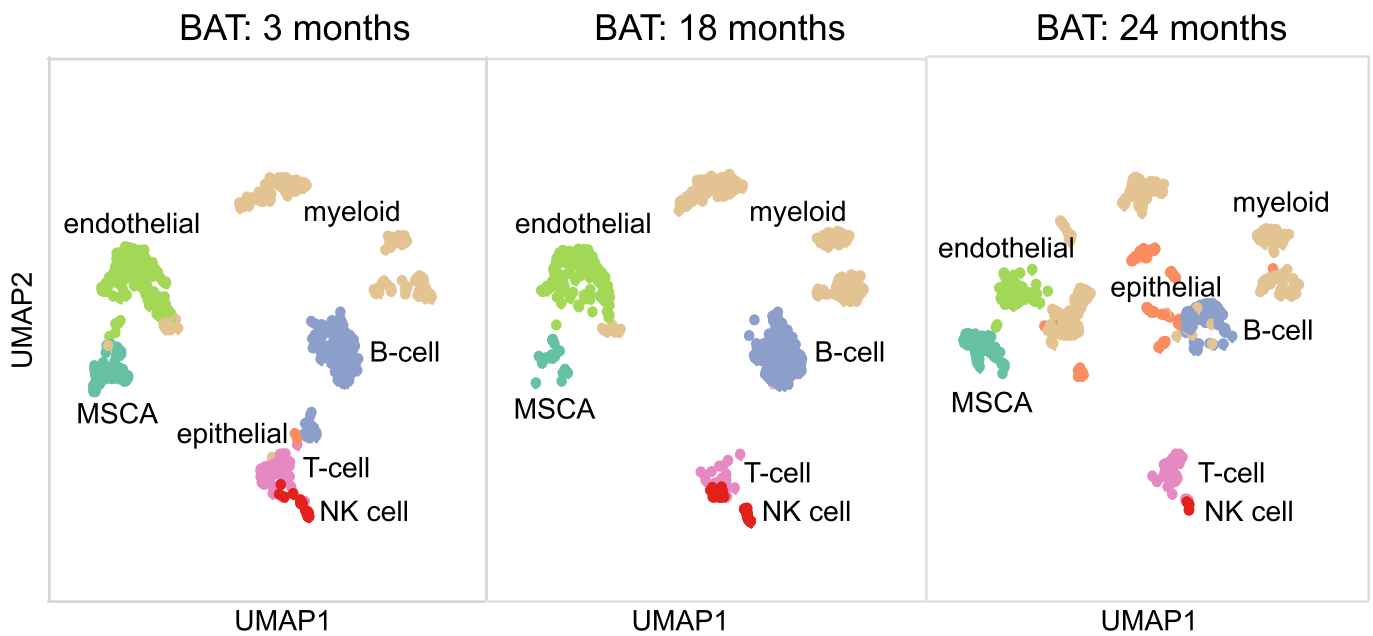 BAT: 3 months
BAT: 18 months
BAT: 24 months
UMAP2
endothelial
myeloid
B-cell
MSCA
epithelial
T-cell
NK cell
endothelial
myeloid
B-cell
MSCA
T-cell
NK cell
myeloid
endothelial
epithelial
B-cell
MSCA
T-cell
NK cell
UMAP1
UMAP1
UMAP1